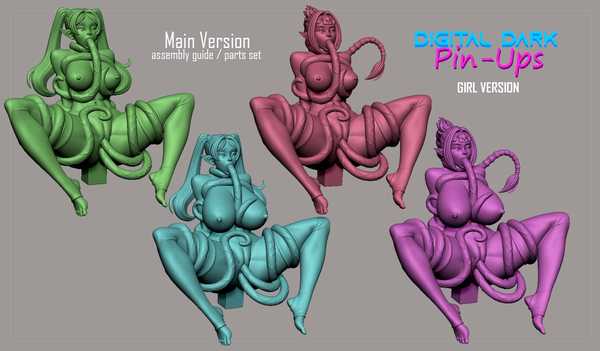 Main Version
assembly guide / parts set
DIGITAL DARK
Pin-Ups
GIRL VERSION